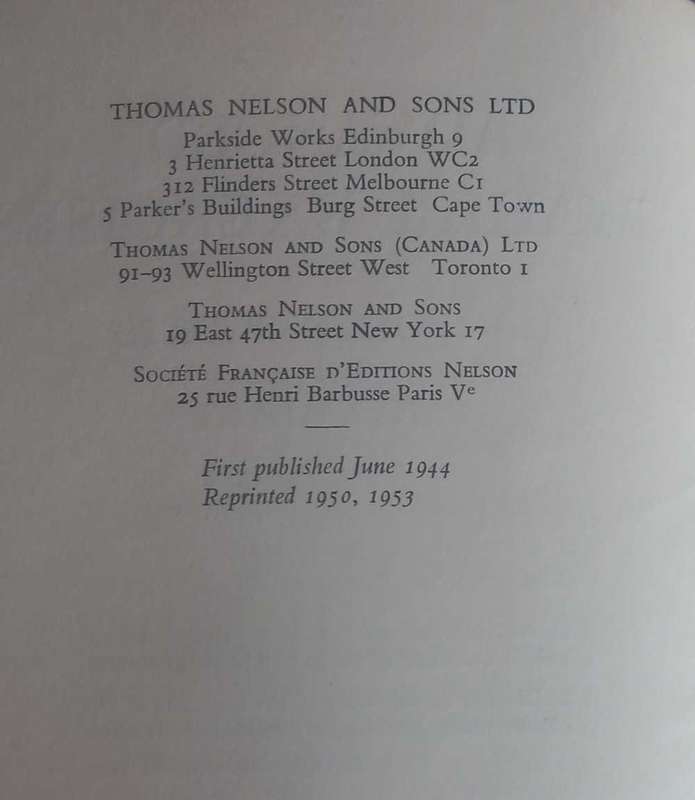 THOMAS NELSON AND SONS LTD
Parkside Works Edinburgh 9
3 Henrietta Street London WC2
312 Flinders Street Melbourne C1
5 Parker's Buildings Burg Street Cape Town
THOMAS NELSON AND SONS (CANADA) LTD
91–93 Wellington Street West Toronto 1
THOMAS NELSON AND SONS
19 East 47th Street New York 17
SOCIÉTÉ FRANÇAISE D'EDITIONS NELSON
25 rue Henri Barbusse Paris Vᵉ
First published June 1944
Reprinted 1950, 1953